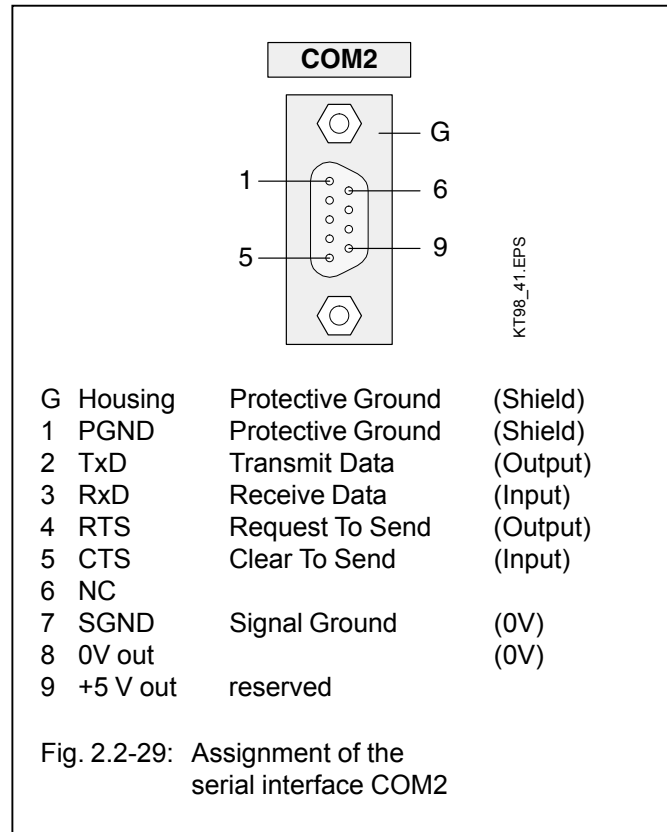 COM2
G
1
6
5
9
KT98_41.EPS
G Housing Protective Ground (Shield)
1 PGND Protective Ground (Shield)
2 TxD Transmit Data (Output)
3 RxD Receive Data (Input)
4 RTS Request To Send (Output)
5 CTS Clear To Send (Input)
6 NC
7 SGND Signal Ground (0V)
8 0V out (0V)
9 +5 V out reserved
Fig. 2.2-29: Assignment of the
serial interface COM2